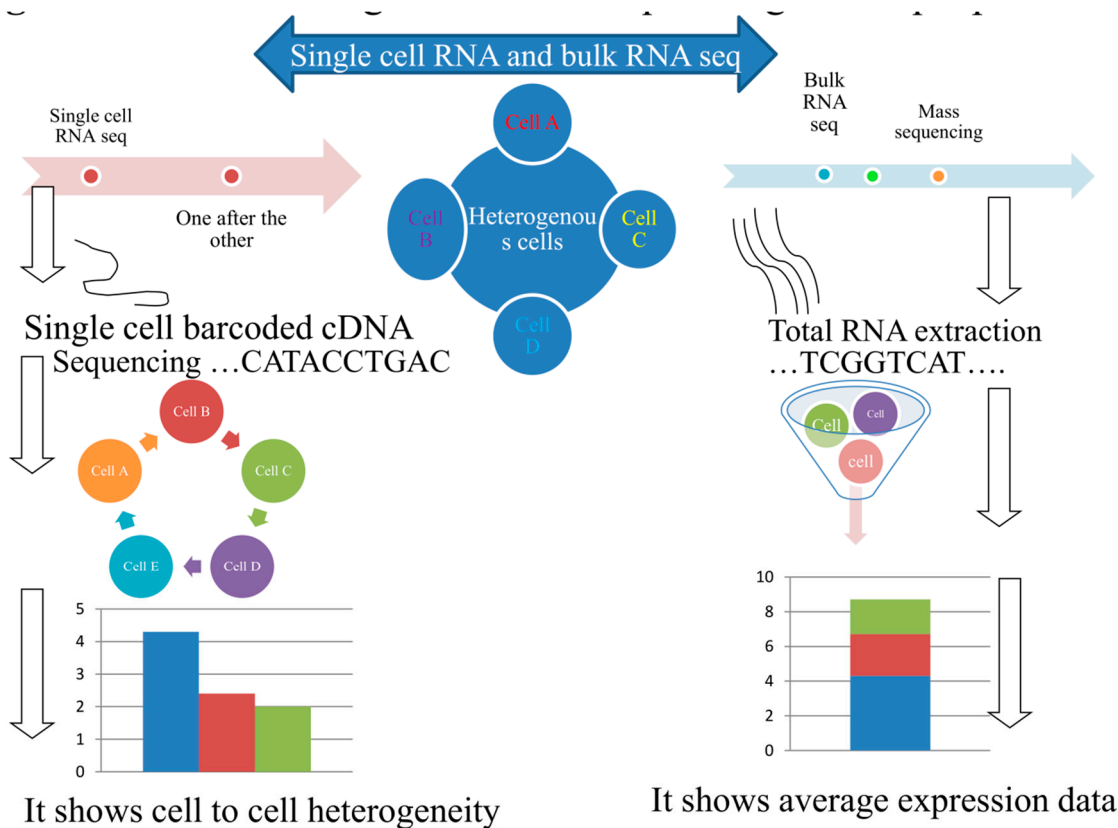 Single cell RNA and bulk RNA seq
Single cell
RNA seq
One after the
other
Cell A
Cell
B
Heterogenou
s cells
Cell
C
Cell
D
Bulk
RNA
seq
Mass
sequencing
Single cell barcoded cDNA
Sequencing ...CATACCTGAC
Total RNA extraction
...TCGGTCAT....
Cell B
Cell A
Cell C
Cell E
Cell D
Cell
Cell
cell
5
4
3
2
1
0
10
8
6
4
2
0
It shows cell to cell heterogeneity
It shows average expression data